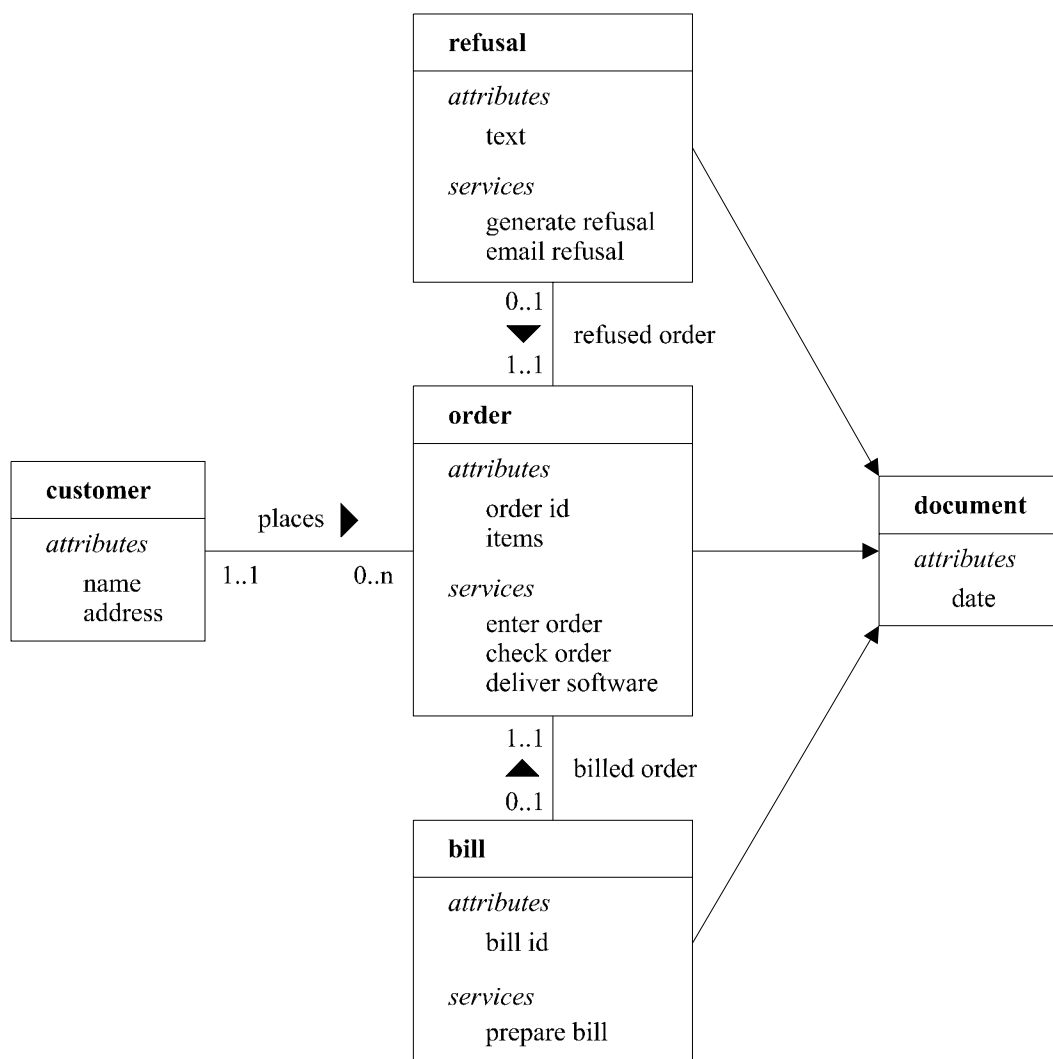 refusal
attributes
text
services
generate refusal
email refusal
0..1
refused order
1..1
order
attributes
order id
items
services
enter order
check order
deliver software
customer
attributes
name
address
places
1..1
0..n
document
attributes
date
1..1
billed order
0..1
bill
attributes
bill id
services
prepare bill